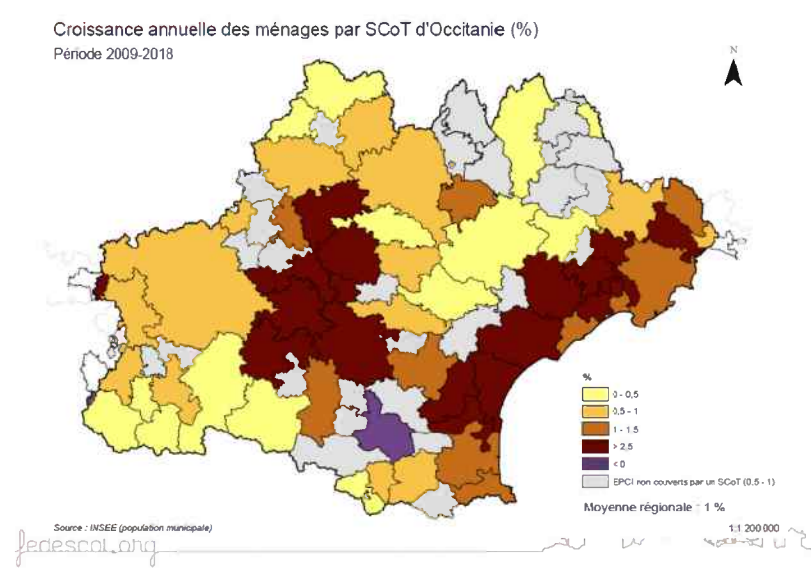 Croissance annuelle des ménages par SCoT d'Occitanie (%)
Période 2009-2018
N
%
0 - 0,5
0,5 - 1
1 - 1,5
> 2,5
< 0
EPCI non couverts par un SCoT (0,5 - 1)
Moyenne régionale : 1 %
Source : INSEE (population municipale)
1:1 200 000
fedescot.org